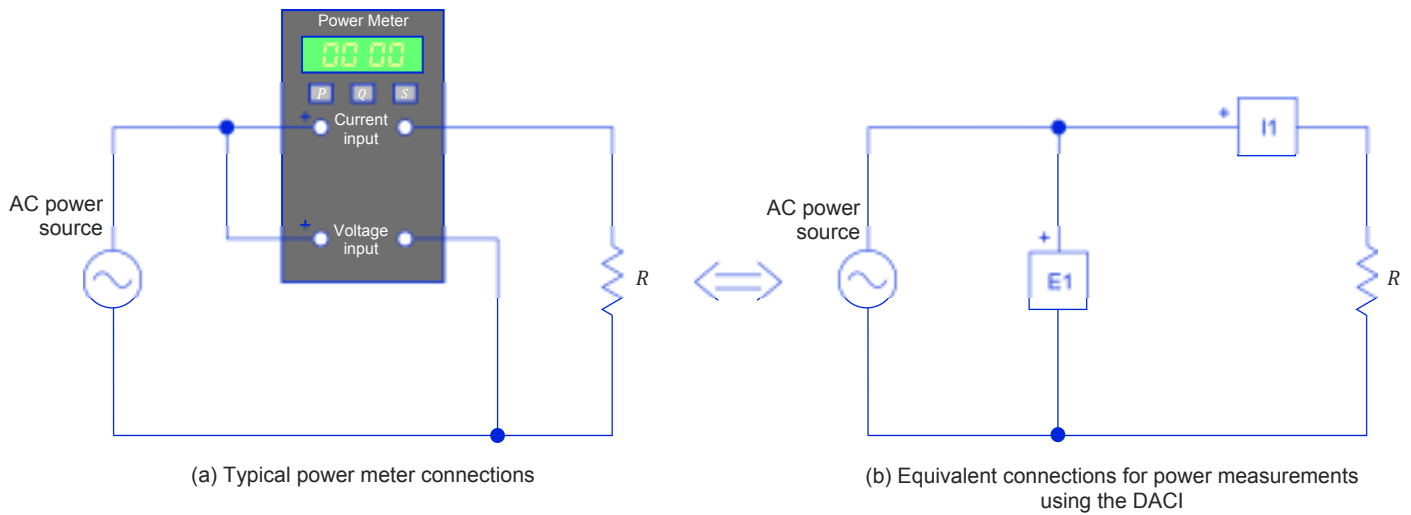 Power Meter
00 00
P Q S
+ Current
input
+ Voltage
input
AC power
source
R
(a) Typical power meter connections
+ I1
AC power
source
+
E1
R
(b) Equivalent connections for power measurements
using the DACI